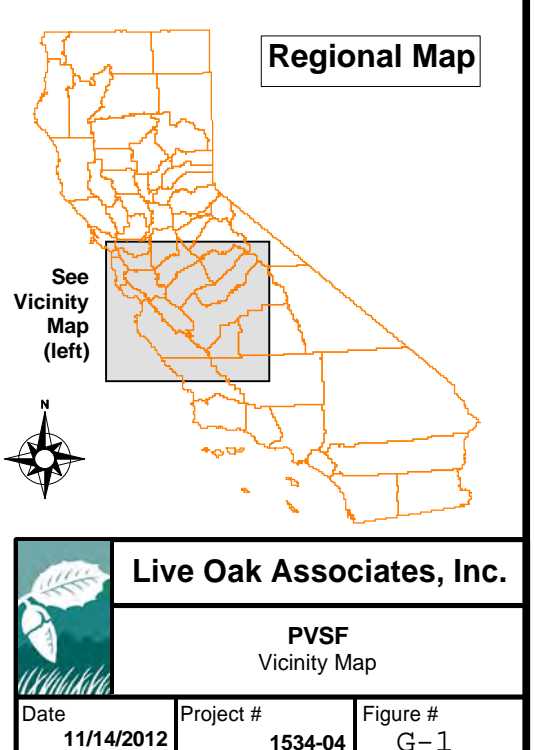 Regional Map
See
Vicinity
Map
(left)
N
Live Oak Associates, Inc.
PVSF
Vicinity Map
Date
11/14/2012
Project #
1534-04
Figure #
G-1